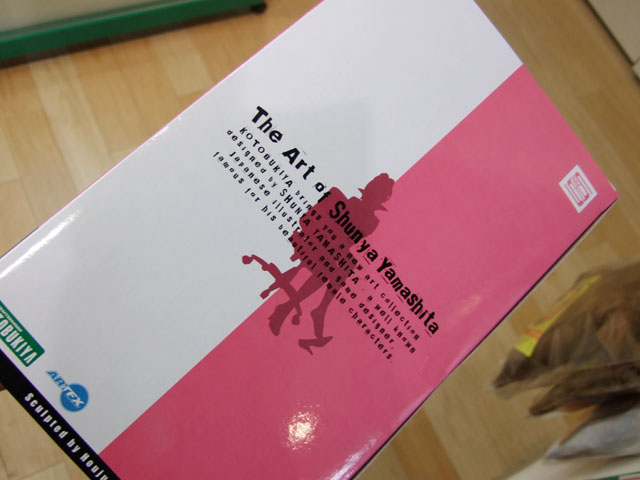 The Art of Shunya Yamashita
KOTOBUKIYA brings you a new art collection
designed by SHUNYA YAMASHITA - a well known
Japanese illustrator and game designer,
famous for his beautiful female characters.
KOTOBUKIYA
ARTFX
Sculpted by